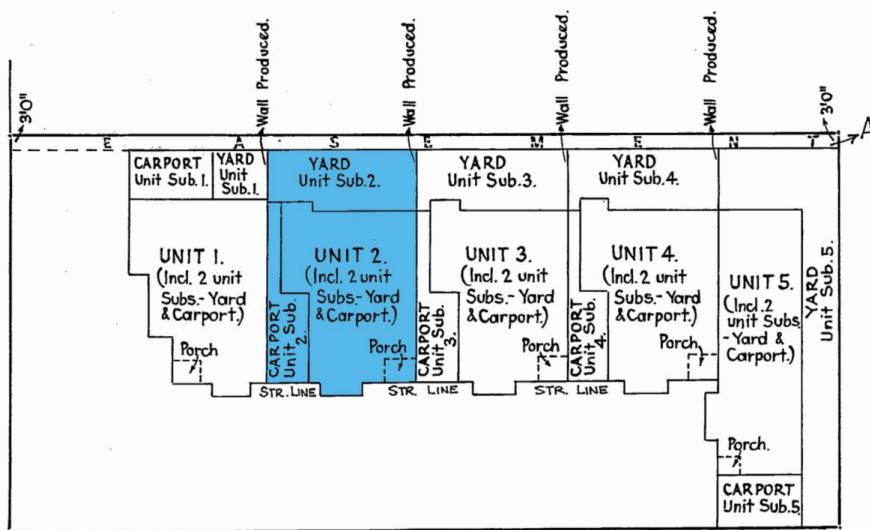 Wall Produced.
Wall Produced.
Wall Produced.
Wall Produced.
3'0"
3'0"
E A S E M E N T
A
CARPORT
Unit Sub.1.
YARD
Unit
Sub.1.
YARD
Unit Sub.2.
YARD
Unit Sub.3.
YARD
Unit Sub.4.
UNIT 1.
(Incl. 2 unit
Subs.-Yard
& Carport.)
UNIT 2.
(Incl. 2 unit
Subs.-Yard
& Carport.)
UNIT 3.
(Incl. 2 unit
Subs.-Yard
& Carport.)
UNIT 4.
(Incl. 2 unit
Subs.-Yard
& Carport.)
UNIT 5.
(Incl. 2
unit Subs.
-Yard &
Carport.)
YARD
Unit Sub. 5.
CARPORT
Unit Sub.
2.
CARPORT
Unit Sub.
3.
CARPORT
Unit Sub.
4.
Porch
Porch
Porch
Porch
STR. LINE
STR. LINE
STR. LINE
Porch.
CARPORT
Unit Sub.5.